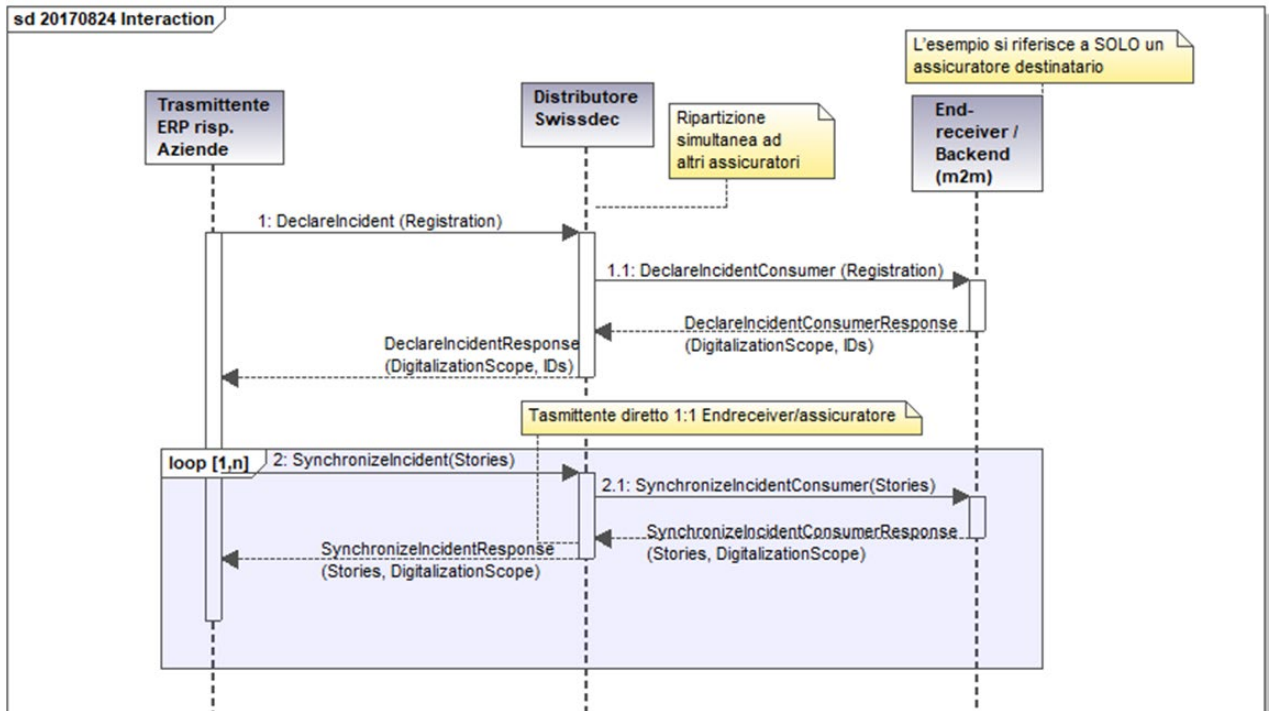 sd 20170824 Interaction
L'esempio si riferisce a SOLO un
assicuratore destinatario
Trasmittente
ERP risp.
Aziende
Distributore
Swissdec
Ripartizione
simultanea ad
altri assicuratori
End-
receiver /
Backend
(m2m)
1: DeclareIncident (Registration)
1.1: DeclareIncidentConsumer (Registration)
DeclareIncidentConsumerResponse
(DigitalizationScope, IDs)
DeclareIncidentResponse
(DigitalizationScope, IDs)
Tasmittente diretto 1:1 Endreceiver/assicuratore
loop [1,n]
2: SynchronizeIncident(Stories)
2.1: SynchronizeIncidentConsumer(Stories)
SynchronizeIncidentConsumerResponse
(Stories, DigitalizationScope)
SynchronizeIncidentResponse
(Stories, DigitalizationScope)